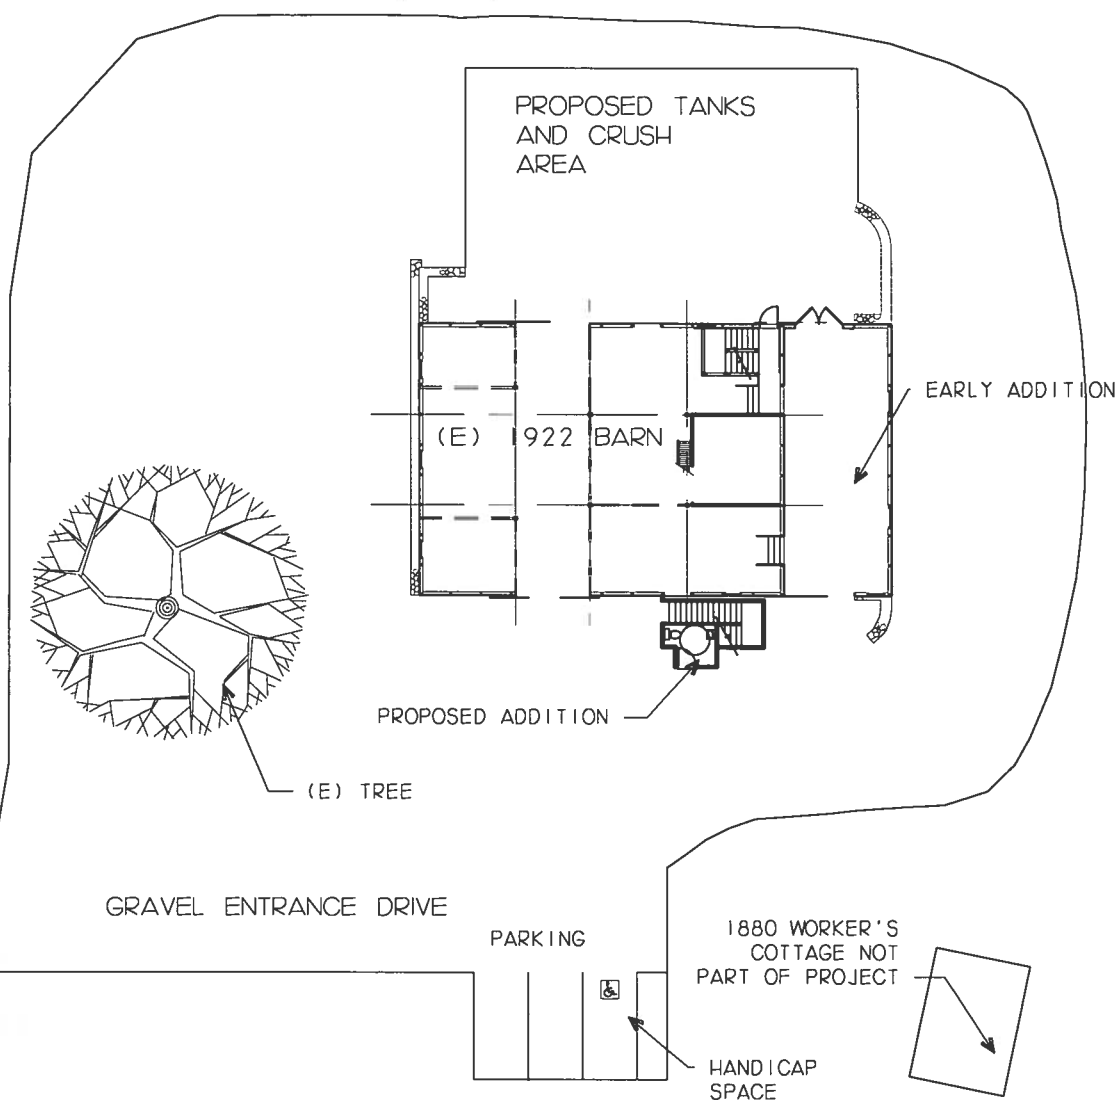 PROPOSED TANKS
AND CRUSH
AREA
EARLY ADDITION
(E) 1922 BARN
PROPOSED ADDITION
(E) TREE
GRAVEL ENTRANCE DRIVE
PARKING
1880 WORKER'S
COTTAGE NOT
PART OF PROJECT
HANDICAP
SPACE